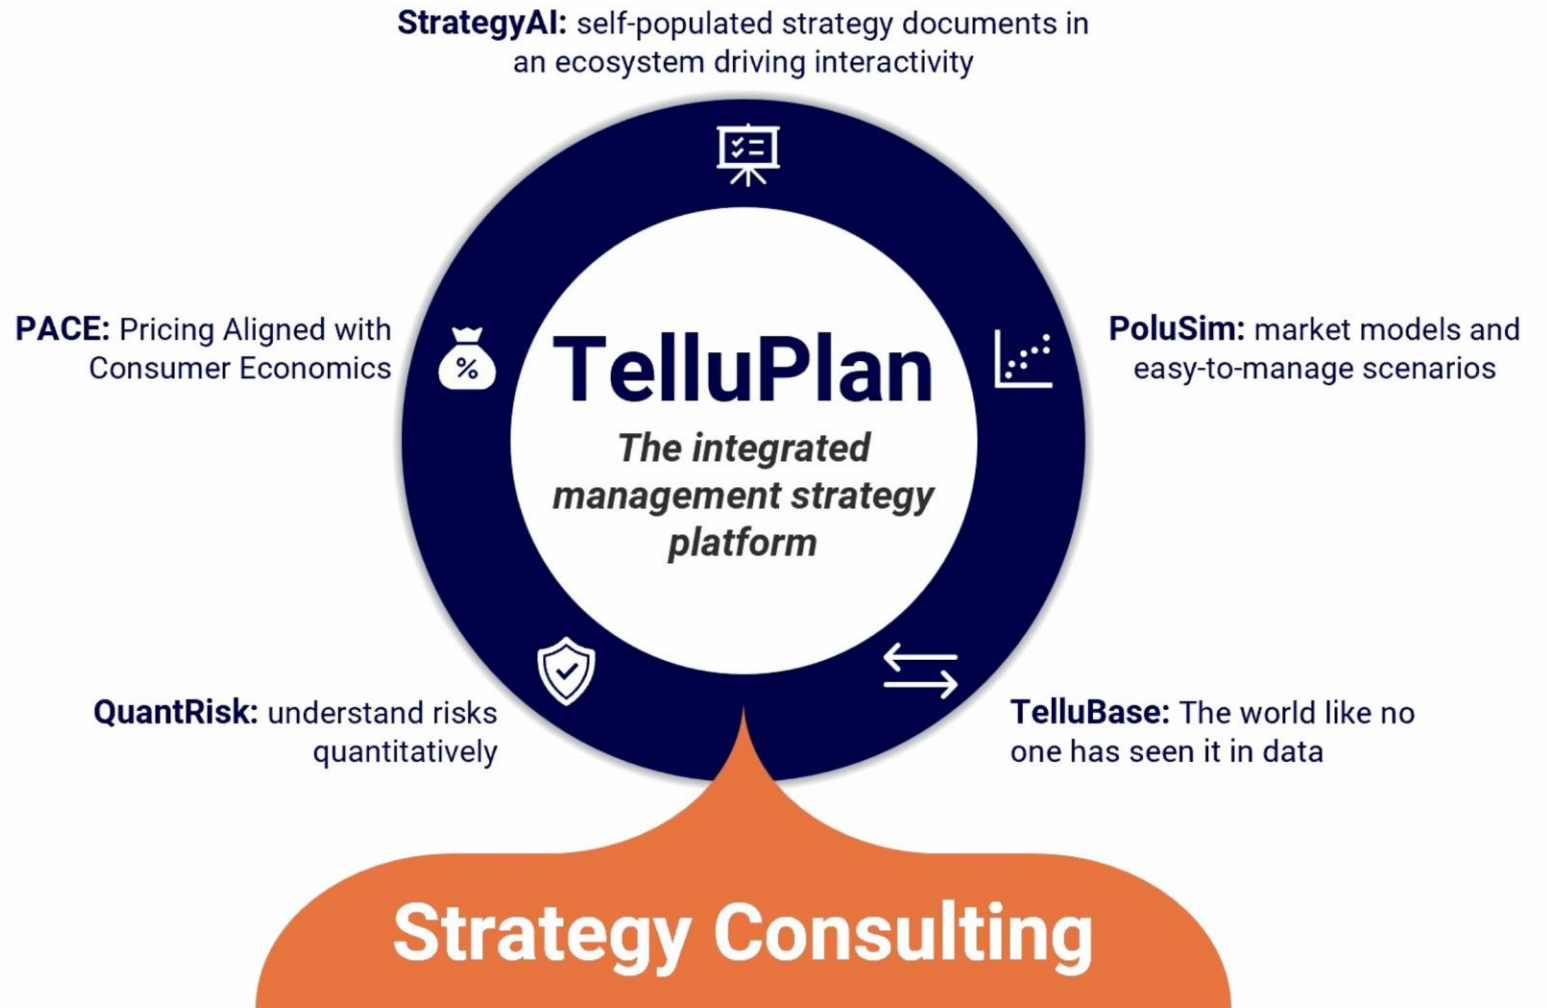 StrategyAI: self-populated strategy documents in
an ecosystem driving interactivity
PACE: Pricing Aligned with
Consumer Economics
%
TelluPlan
The integrated
management strategy
platform
PoluSim: market models and
easy-to-manage scenarios
QuantRisk: understand risks
quantitatively
TelluBase: The world like no
one has seen it in data
Strategy Consulting